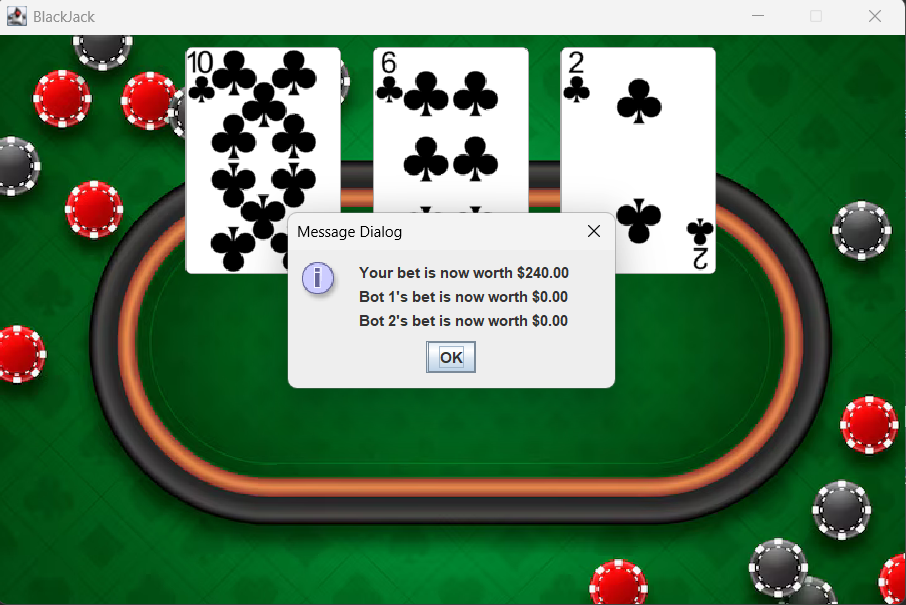 BlackJack
10
6
2
2
Message Dialog
Your bet is now worth $240.00
Bot 1's bet is now worth $0.00
Bot 2's bet is now worth $0.00
OK